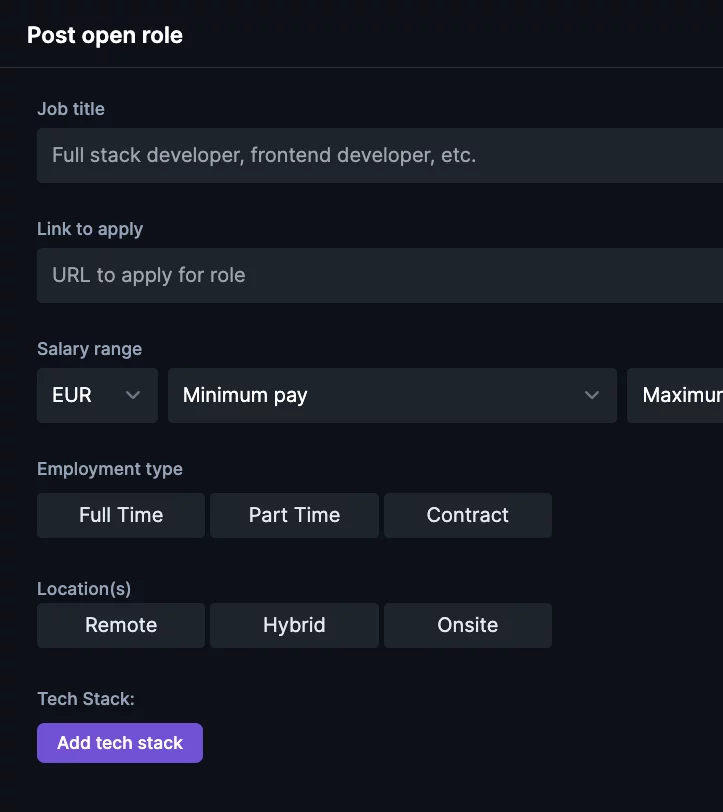 Post open role
Job title
Full stack developer, frontend developer, etc.
Link to apply
URL to apply for role
Salary range
EUR Minimum pay
Employment type
Full Time Part Time Contract
Location(s)
Remote Hybrid Onsite
Tech Stack:
Add tech stack